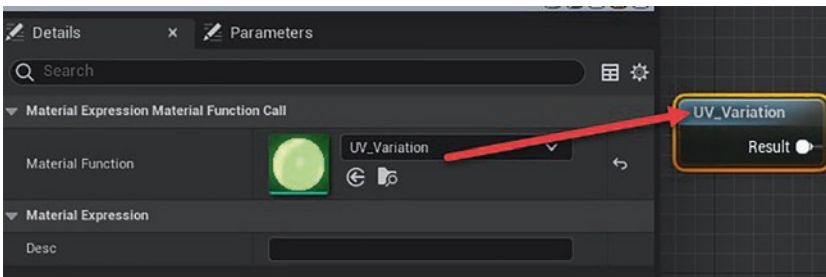 Details
Parameters
Search
Material Expression Material Function Call
Material Function
UV_Variation
Material Expression
Desc
UV_Variation
Result